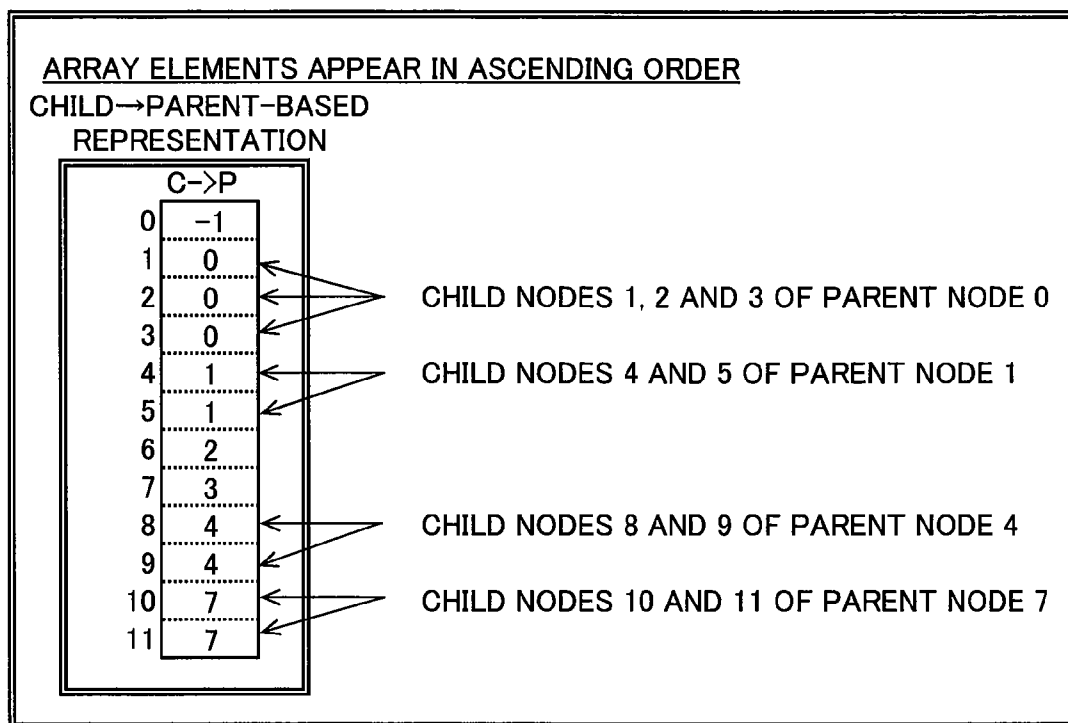 ARRAY ELEMENTS APPEAR IN ASCENDING ORDER
CHILD→PARENT-BASED
REPRESENTATION
C->P
0 -1
1 0
2 0 CHILD NODES 1, 2 AND 3 OF PARENT NODE 0
3 0
4 1 CHILD NODES 4 AND 5 OF PARENT NODE 1
5 1
6 2
7 3
8 4 CHILD NODES 8 AND 9 OF PARENT NODE 4
9 4
10 7 CHILD NODES 10 AND 11 OF PARENT NODE 7
11 7